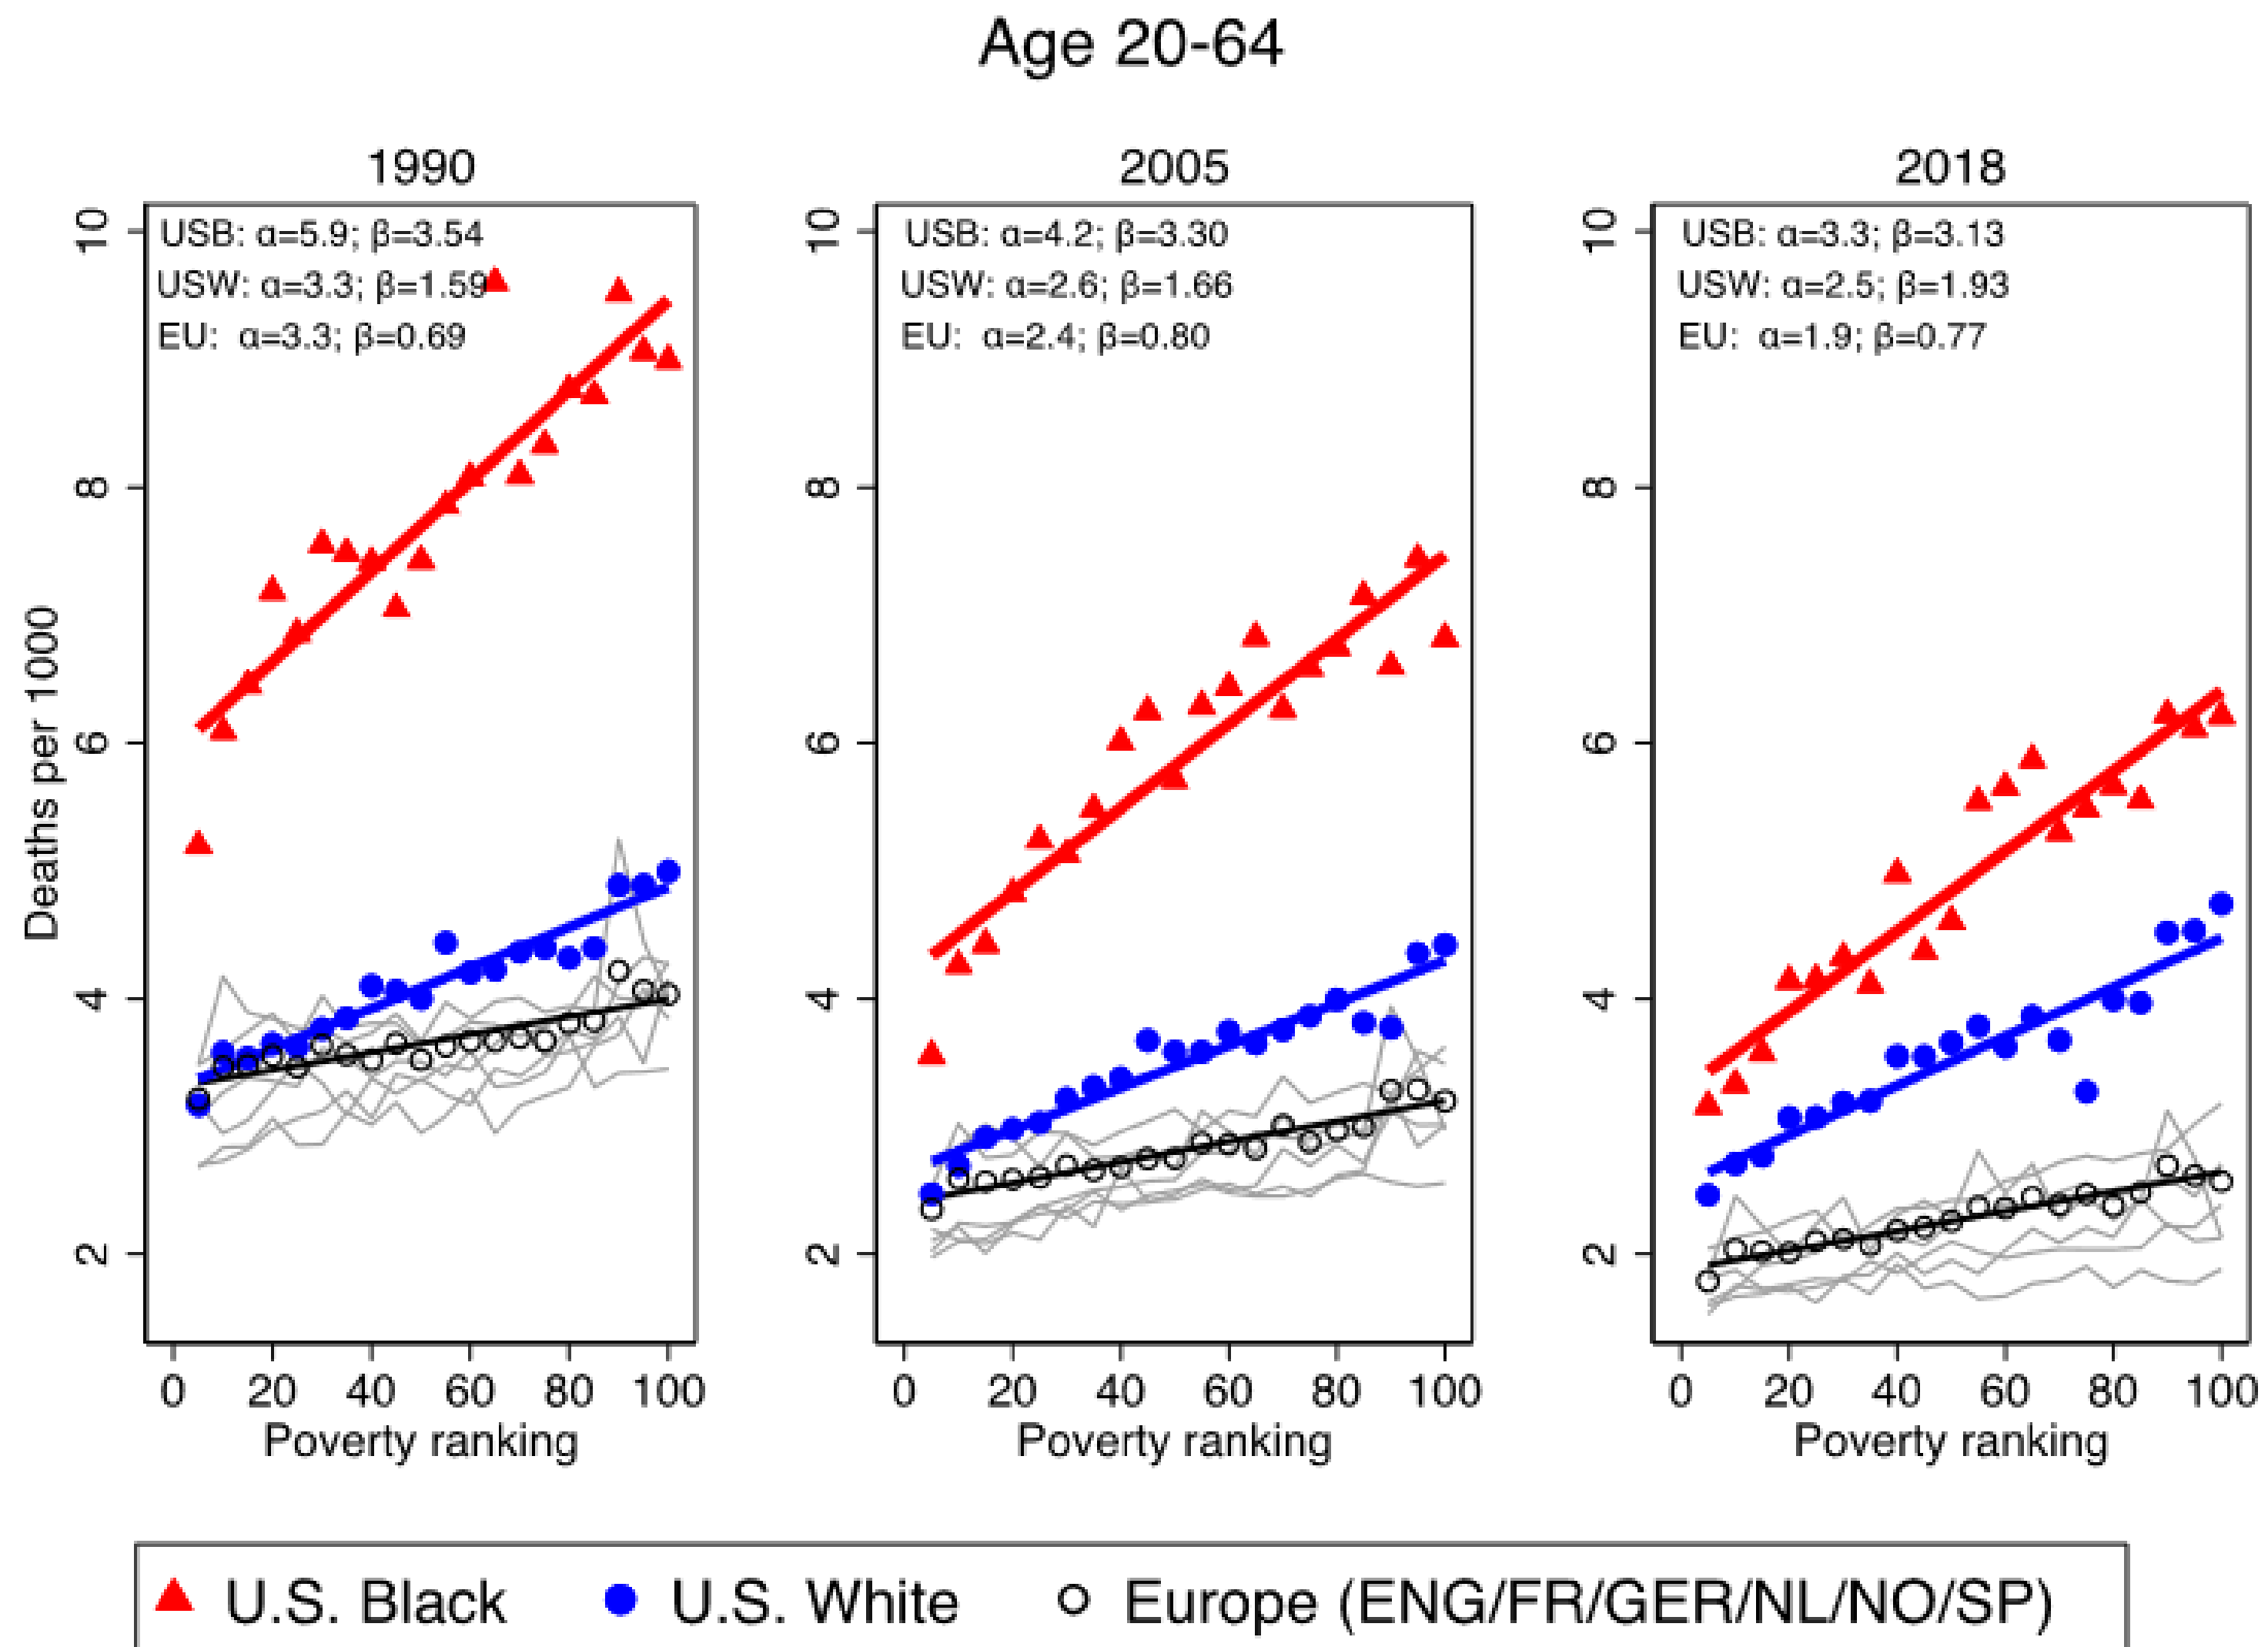 Age 20-64
1990
USB: α=5.9; β=3.54
USW: α=3.3; β=1.59
EU: α=3.3; β=0.69
2005
USB: α=4.2; β=3.30
USW: α=2.6; β=1.66
EU: α=2.4; β=0.80
2018
USB: α=3.3; β=3.13
USW: α=2.5; β=1.93
EU: α=1.9; β=0.77
Deaths per 1000
10
8
6
4
2
10
8
6
4
2
10
8
6
4
2
0 20 40 60 80 100
0 20 40 60 80 100
0 20 40 60 80 100
Poverty ranking
Poverty ranking
Poverty ranking
U.S. Black
U.S. White
Europe (ENG/FR/GER/NL/NO/SP)